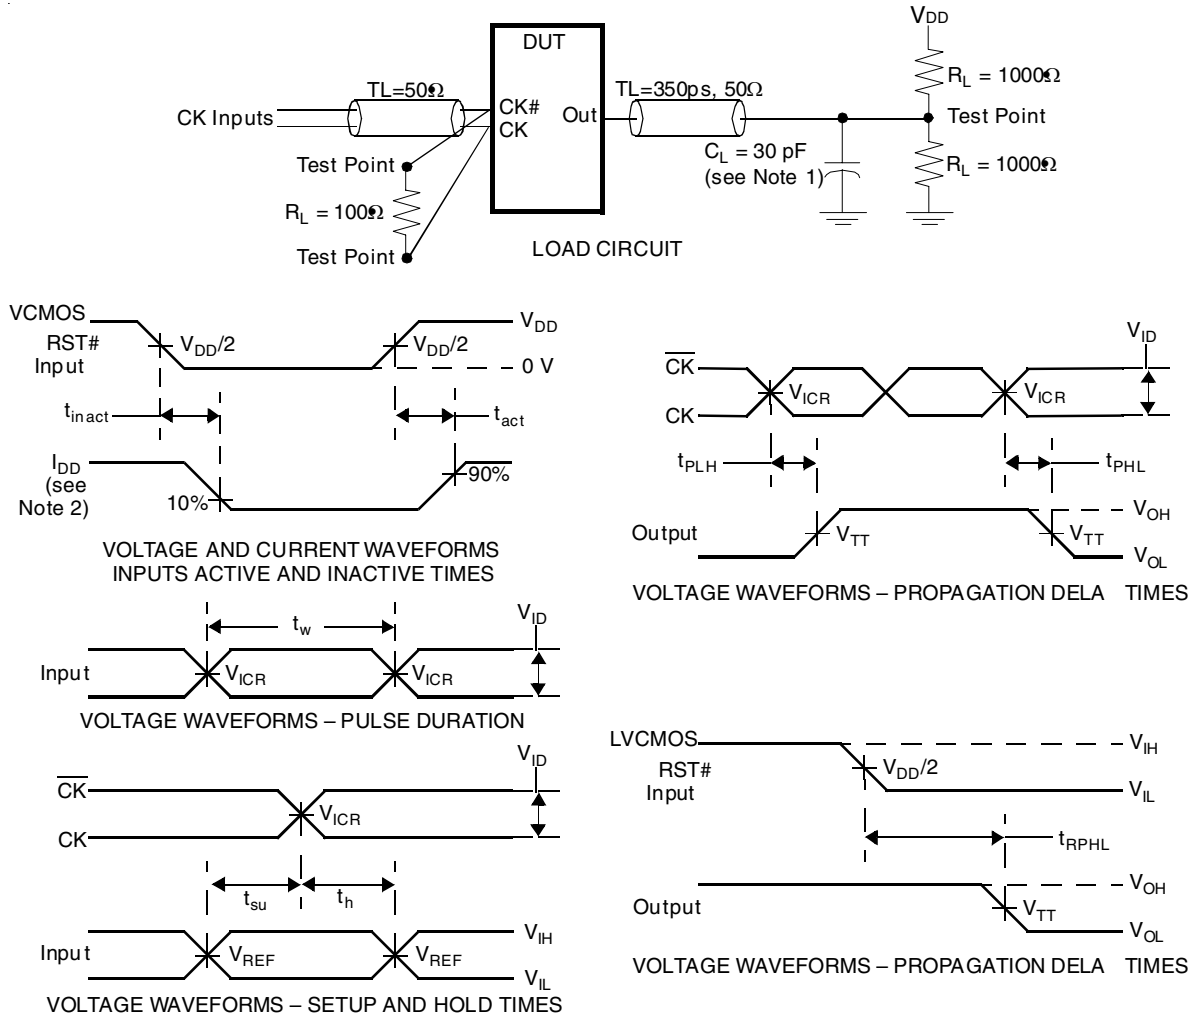 VDD
DUT
RL = 1000Ω
TL=50Ω
TL=350ps, 50Ω
CK Inputs
CK#
CK
Out
Test Point
Test Point
CL = 30 pF
(see Note 1)
RL = 1000Ω
RL = 100Ω
Test Point
LOAD CIRCUIT
VCMOS
RST#
Input
VDD/2
VDD/2
VDD
0 V
tinact
tact
IDD
(see
Note 2)
10%
90%
VOLTAGE AND CURRENT WAVEFORMS
INPUTS ACTIVE AND INACTIVE TIMES
tw
VID
Input
VICR
VICR
VOLTAGE WAVEFORMS – PULSE DURATION
VID
CK
VICR
CK
tsu
th
Input
VREF
VREF
VIH
VIL
VOLTAGE WAVEFORMS – SETUP AND HOLD TIMES
VID
CK
VICR
VICR
CK
tPLH
tPHL
Output
VTT
VTT
VOH
VOL
VOLTAGE WAVEFORMS – PROPAGATION DELA TIMES
LVCMOS
RST#
Input
VDD/2
VIH
VIL
tRPHL
Output
VTT
VOH
VOL
VOLTAGE WAVEFORMS – PROPAGATION DELA TIMES